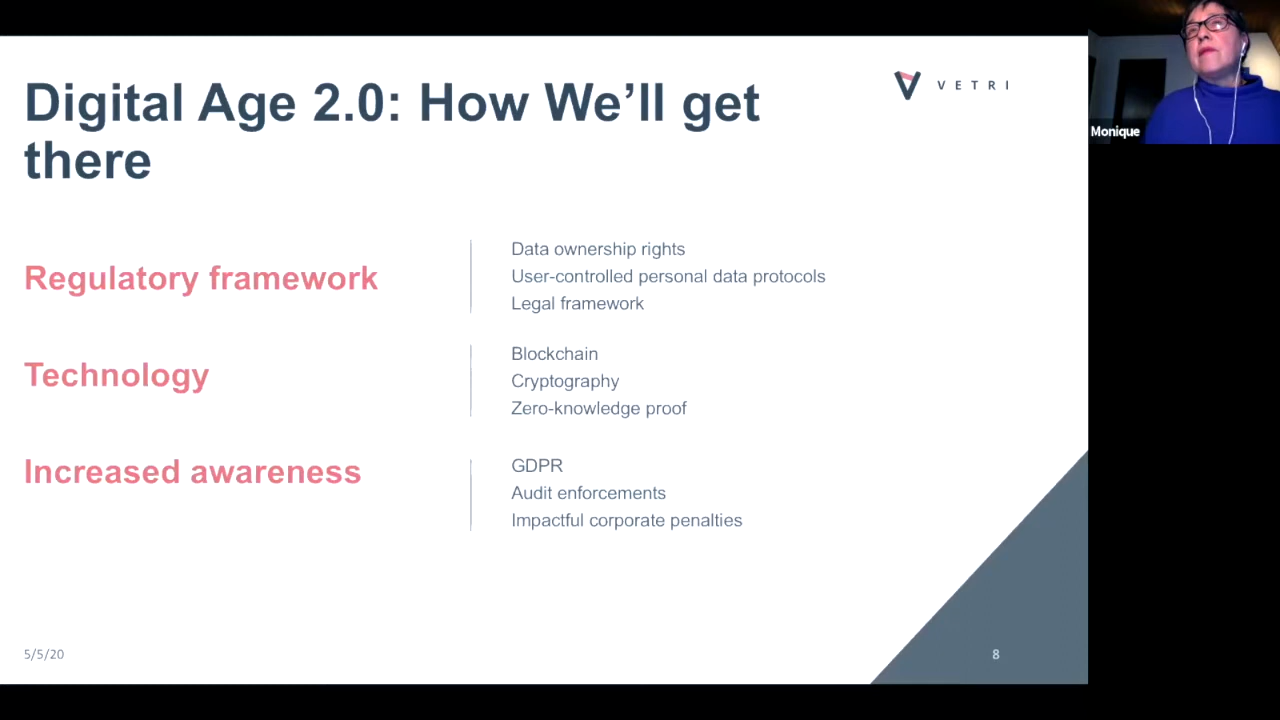 Digital Age 2.0: How We’ll get
there
VETRI
Monique
Regulatory framework
Data ownership rights
User-controlled personal data protocols
Legal framework
Technology
Blockchain
Cryptography
Zero-knowledge proof
Increased awareness
GDPR
Audit enforcements
Impactful corporate penalties
5/5/20
8